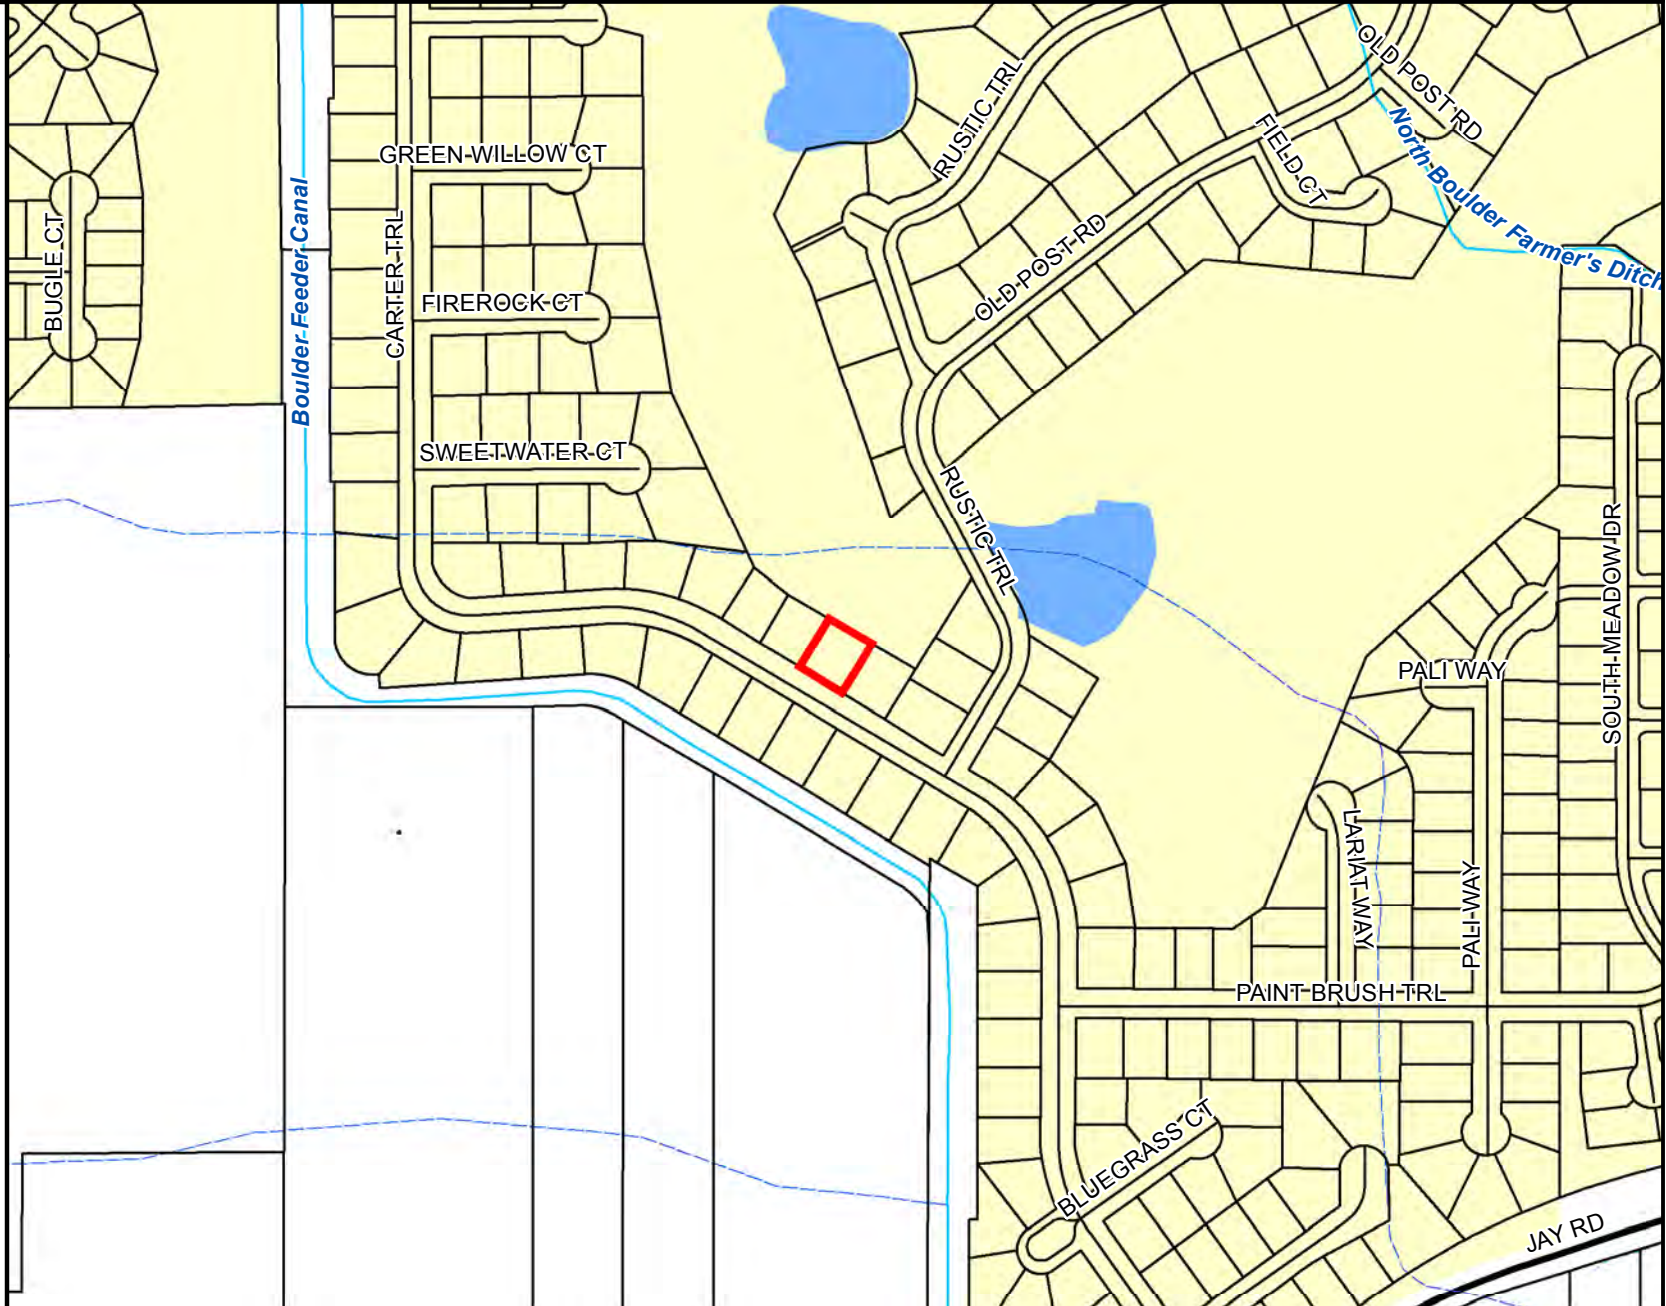 OLD POST RD
RUSTIC TRL
North Boulder Farmer's Ditch
FIELD CT
GREEN WILLOW CT
Boulder Feeder Canal
BUGLE CT
CARTER TRL
OLD POST RD
FIREROCK CT
SWEETWATER CT
RUSTIC TRL
SOUTH MEADOW DR
PALI WAY
LARIAT WAY
PALI WAY
PAINT BRUSH TRL
BLUEGRASS CT
JAY RD